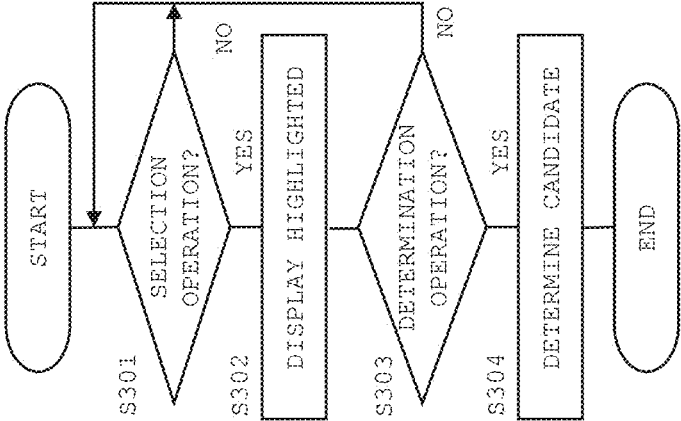 START
S301
SELECTION
OPERATION?
NO
YES
S302
DISPLAY HIGHLIGHTED
S303
DETERMINATION
OPERATION?
NO
YES
S304
DETERMINE CANDIDATE
END